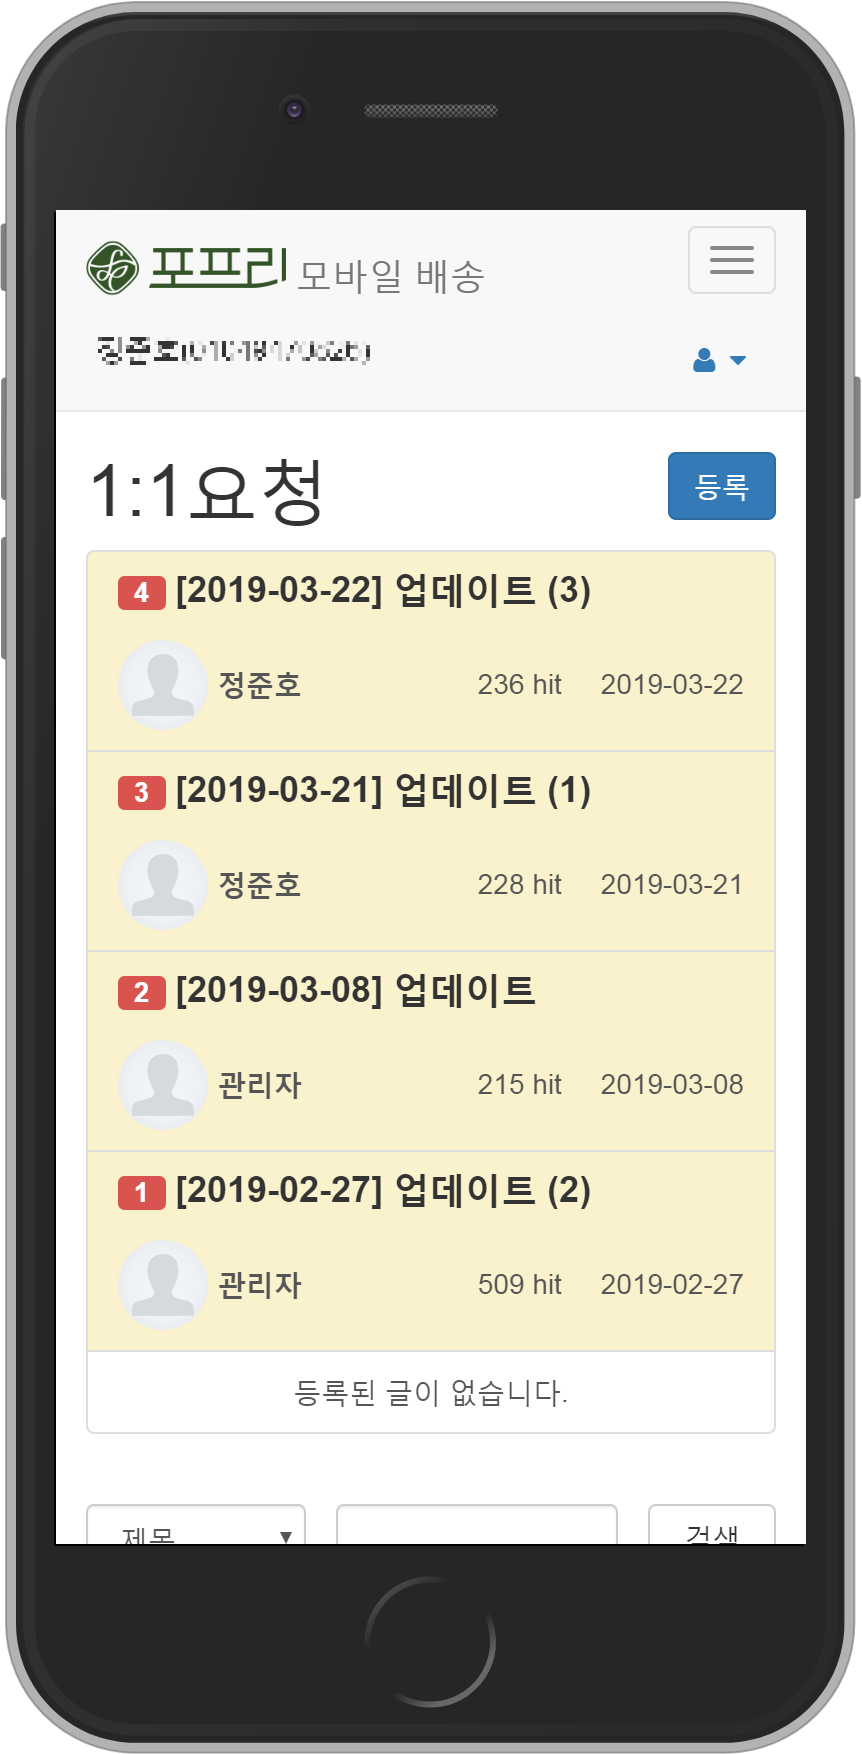 포프리 모바일 배송
1:1요청
등록
4 [2019-03-22] 업데이트 (3)
정준호 236 hit 2019-03-22
3 [2019-03-21] 업데이트 (1)
정준호 228 hit 2019-03-21
2 [2019-03-08] 업데이트
관리자 215 hit 2019-03-08
1 [2019-02-27] 업데이트 (2)
관리자 509 hit 2019-02-27
등록된 글이 없습니다.
제목 검색